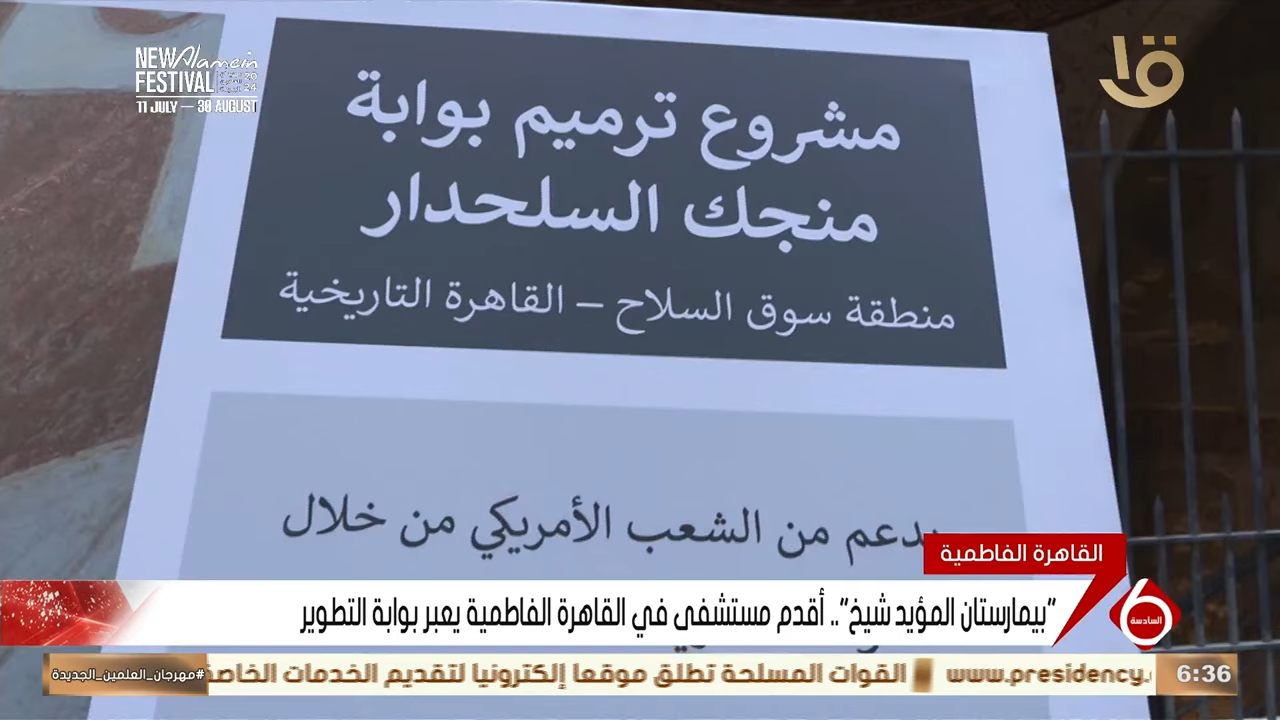 NEW Alamein
FESTIVAL
11 JULY — 30 AUGUST
مشروع ترميم بوابة
منجك السلحدار
منطقة سوق السلاح – القاهرة التاريخية
بدعم من الشعب الأمريكي من خلال
القاهرة الفاطمية
"بيمارستان المؤيد شيخ".. أقدم مستشفى في القاهرة الفاطمية يعبر بوابة التطوير
السادسة
6
www.presidency.
القوات المسلحة تطلق موقعا إلكترونيا لتقديم الخدمات الخاصة
#مهرجان_العلمين_الجديدة
6:36